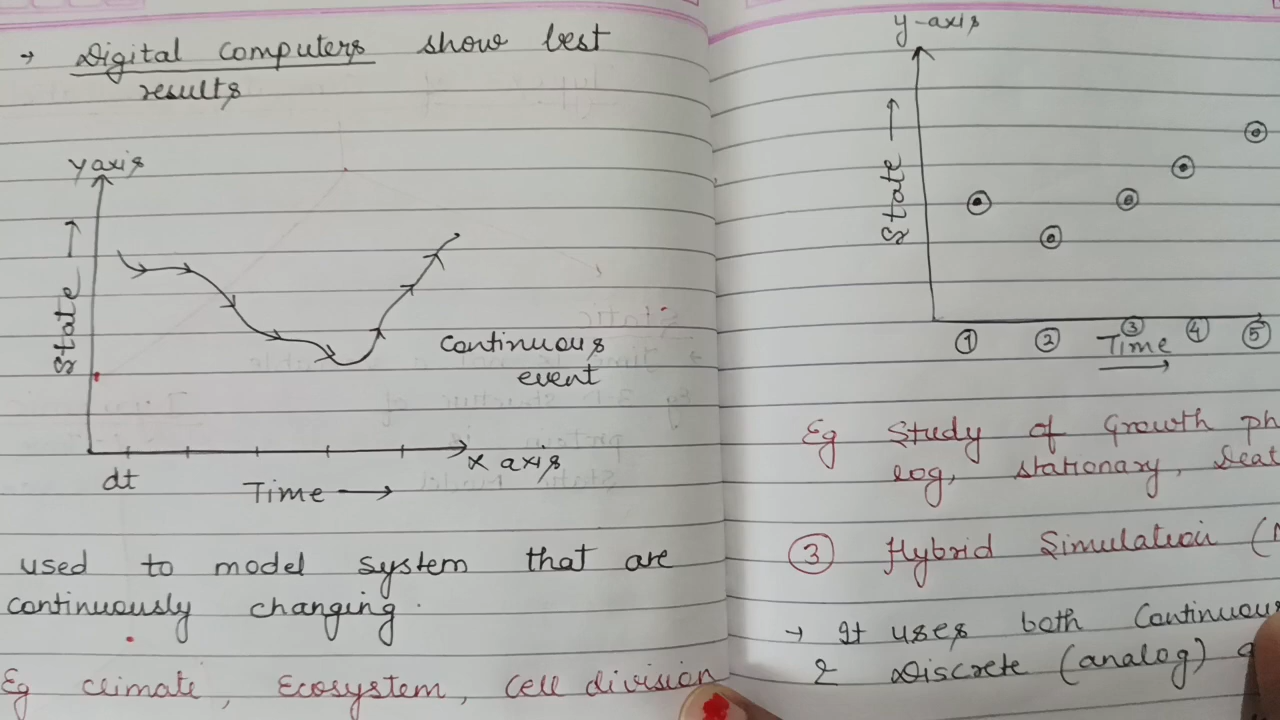 → Digital computers show best
results
y axis
State →
continuous
event
x axis
dt
Time →
used to model system that are
continuously changing.
Eg climate, Ecosystem, cell division
y-axis
State →
① ② ③ ④ ⑤
Time
→
Eg Study of Growth
log, stationary,
③ Hybrid Simulation
→ It uses both Continuous
& Discrete (analog)